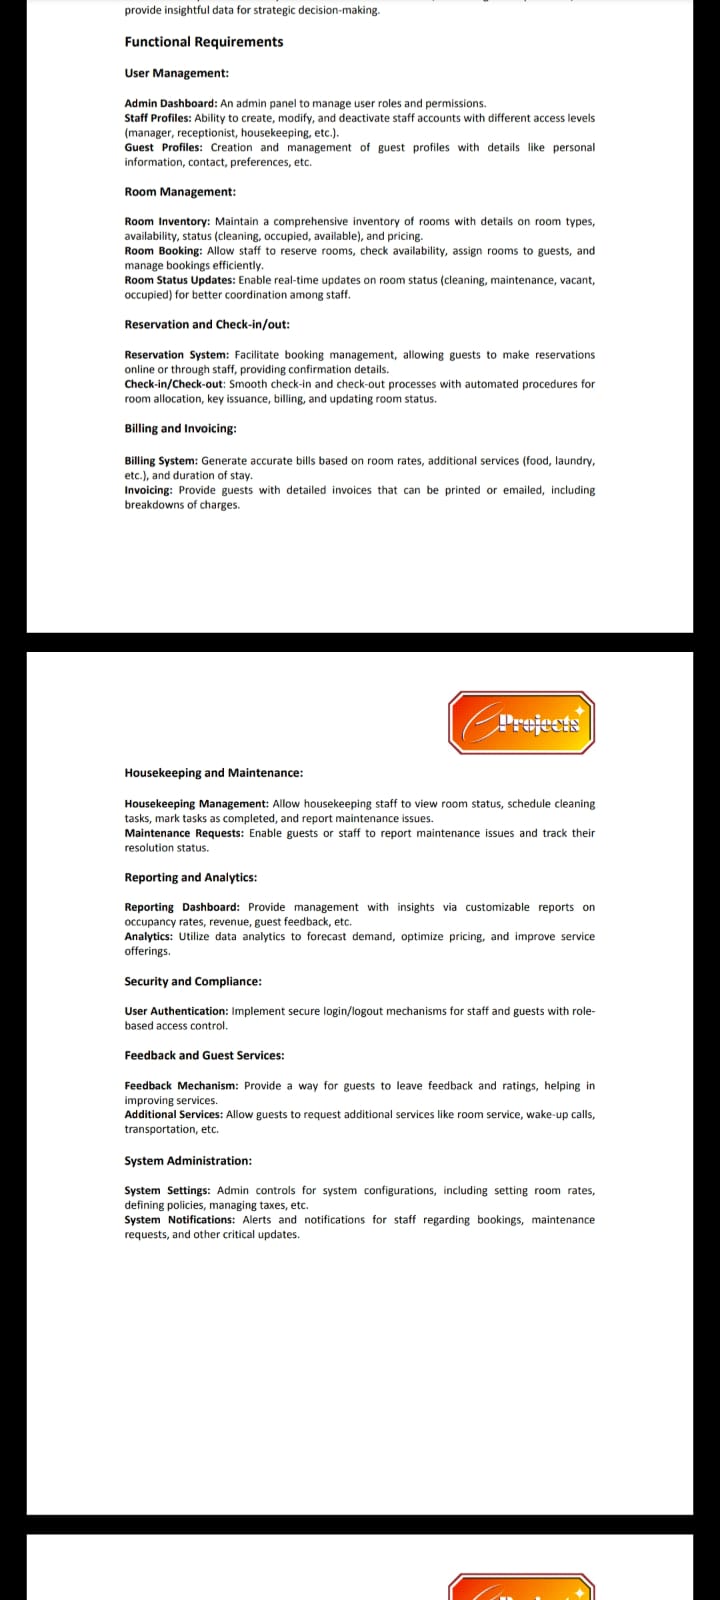 provide insightful data for strategic decision-making.
Functional Requirements
User Management:
Admin Dashboard: An admin panel to manage user roles and permissions.
Staff Profiles: Ability to create, modify, and deactivate staff accounts with different access levels
(manager, receptionist, housekeeping, etc.).
Guest Profiles: Creation and management of guest profiles with details like personal
information, contact, preferences, etc.
Room Management:
Room Inventory: Maintain a comprehensive inventory of rooms with details on room types,
availability, status (cleaning, occupied, available), and pricing.
Room Booking: Allow staff to reserve rooms, check availability, assign rooms to guests, and
manage bookings efficiently.
Room Status Updates: Enable real-time updates on room status (cleaning, maintenance, vacant,
occupied) for better coordination among staff.
Reservation and Check-in/out:
Reservation System: Facilitate booking management, allowing guests to make reservations
online or through staff, providing confirmation details.
Check-in/Check-out: Smooth check-in and check-out processes with automated procedures for
room allocation, key issuance, billing, and updating room status.
Billing and Invoicing:
Billing System: Generate accurate bills based on room rates, additional services (food, laundry,
etc.), and duration of stay.
Invoicing: Provide guests with detailed invoices that can be printed or emailed, including
breakdowns of charges.
eProjects
Housekeeping and Maintenance:
Housekeeping Management: Allow housekeeping staff to view room status, schedule cleaning
tasks, mark tasks as completed, and report maintenance issues.
Maintenance Requests: Enable guests or staff to report maintenance issues and track their
resolution status.
Reporting and Analytics:
Reporting Dashboard: Provide management with insights via customizable reports on
occupancy rates, revenue, guest feedback, etc.
Analytics: Utilize data analytics to forecast demand, optimize pricing, and improve service
offerings.
Security and Compliance:
User Authentication: Implement secure login/logout mechanisms for staff and guests with role-
based access control.
Feedback and Guest Services:
Feedback Mechanism: Provide a way for guests to leave feedback and ratings, helping in
improving services.
Additional Services: Allow guests to request additional services like room service, wake-up calls,
transportation, etc.
System Administration:
System Settings: Admin controls for system configurations, including setting room rates,
defining policies, managing taxes, etc.
System Notifications: Alerts and notifications for staff regarding bookings, maintenance
requests, and other critical updates.